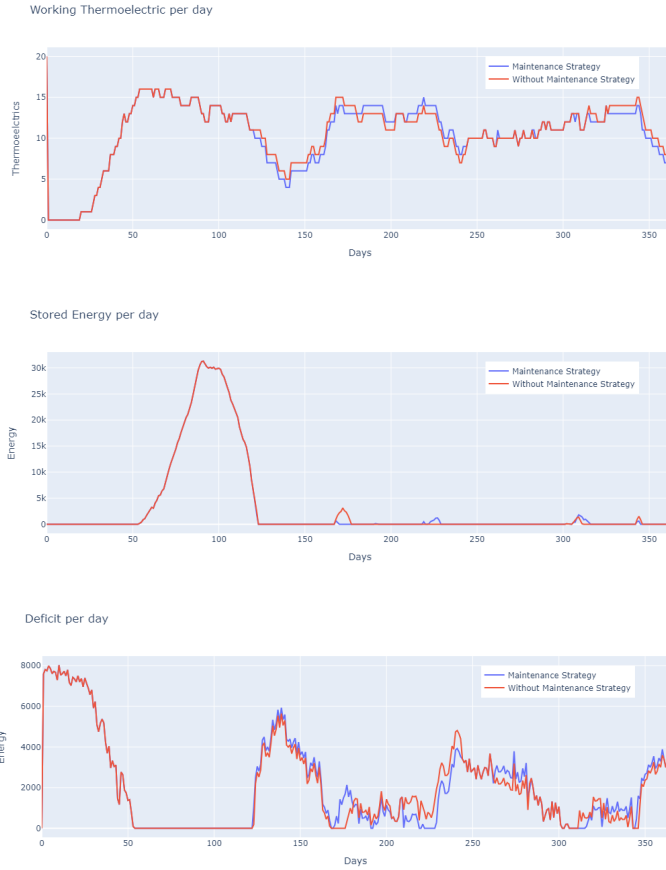 Working Thermoelectric per day
20
15
10
5
0
Thermoeelctrics
Maintenance Strategy
Without Maintenance Strategy
0 50 100 150 200 250 300 350
Days
Stored Energy per day
30k
25k
20k
15k
10k
5k
0
Energy
Maintenance Strategy
Without Maintenance Strategy
0 50 100 150 200 250 300 350
Days
Deficit per day
8000
6000
4000
2000
0
Energy
Maintenance Strategy
Without Maintenance Strategy
0 50 100 150 200 250 300 350
Days